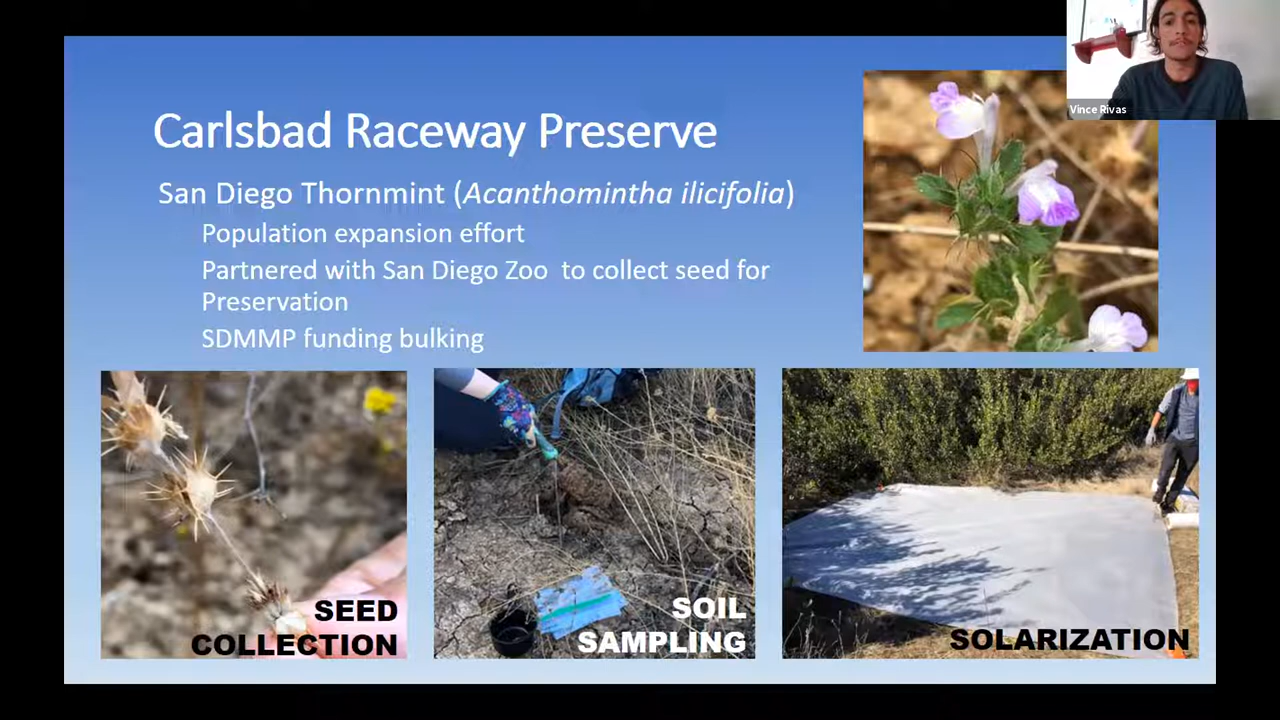 Vince Rivas
Carlsbad Raceway Preserve
San Diego Thornmint (Acanthomintha ilicifolia)
Population expansion effort
Partnered with San Diego Zoo  to collect seed for
Preservation
SDMMP funding bulking
SEED
COLLECTION
SOIL
SAMPLING
SOLARIZATION